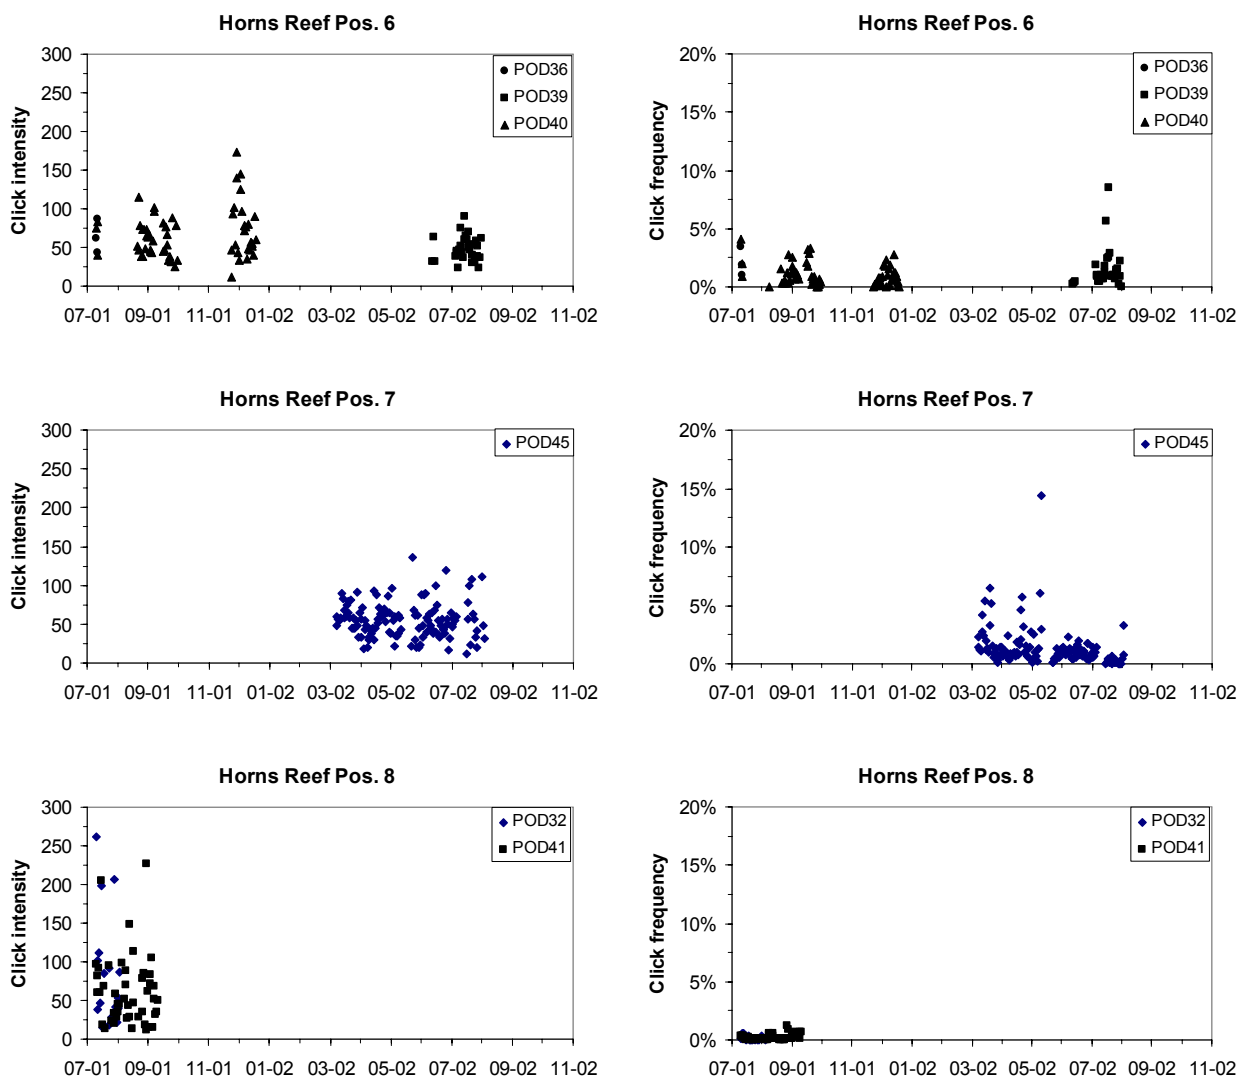 Horns Reef Pos. 6
Click intensity
300
250
200
150
100
50
0
07-01 09-01 11-01 01-02 03-02 05-02 07-02 09-02 11-02
POD36
POD39
POD40
Horns Reef Pos. 6
Click frequency
20%
15%
10%
5%
0%
07-01 09-01 11-01 01-02 03-02 05-02 07-02 09-02 11-02
POD36
POD39
POD40
Horns Reef Pos. 7
Click intensity
300
250
200
150
100
50
0
07-01 09-01 11-01 01-02 03-02 05-02 07-02 09-02 11-02
POD45
Horns Reef Pos. 7
Click frequency
20%
15%
10%
5%
0%
07-01 09-01 11-01 01-02 03-02 05-02 07-02 09-02 11-02
POD45
Horns Reef Pos. 8
Click intensity
300
250
200
150
100
50
0
07-01 09-01 11-01 01-02 03-02 05-02 07-02 09-02 11-02
POD32
POD41
Horns Reef Pos. 8
Click frequency
20%
15%
10%
5%
0%
07-01 09-01 11-01 01-02 03-02 05-02 07-02 09-02 11-02
POD32
POD41